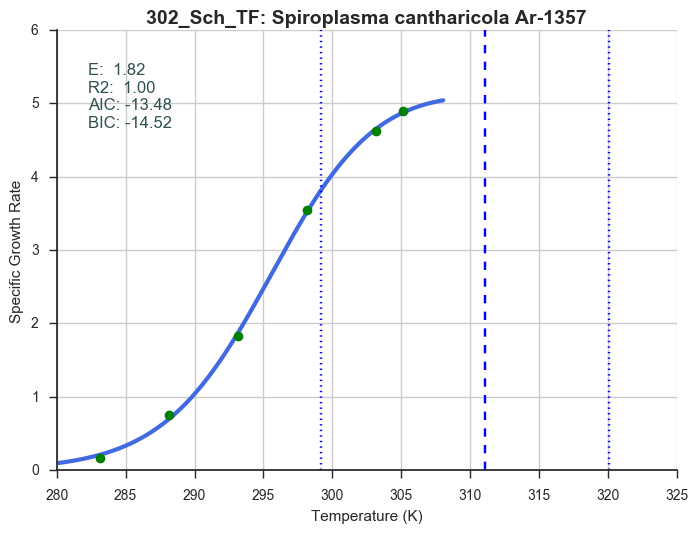 302_Sch_TF: Spiroplasma cantharicola Ar-1357
6
E:  1.82
R2:  1.00
AIC: -13.48
BIC: -14.52
5
4
3
2
1
0
Specific Growth Rate
280 285 290 295 300 305 310 315 320 325
Temperature (K)